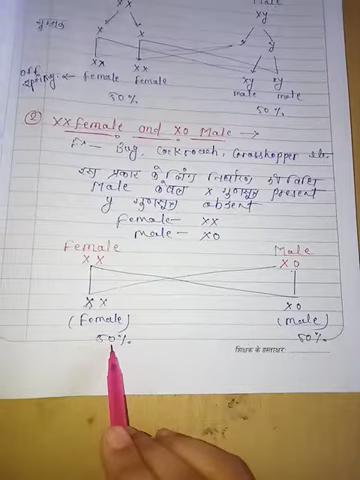 xx
Male
xy
युग्मक
x x
x y
off
spring:- ← xx xx xy xy
female Female male male
50% 50%
② XX Female and XO Male →
Ex- Bug, Cockroach, Grasshopper etc.
इस प्रकार के लिंग निर्धारण की विधि
Male केवल x गुणसूत्र present
y गुणसूत्र absent
Female- XX
Male- XO
Female Male
XX XO
XX XO
(Female) (Male)
50% 50%
शिक्षक के हस्ताक्षर: